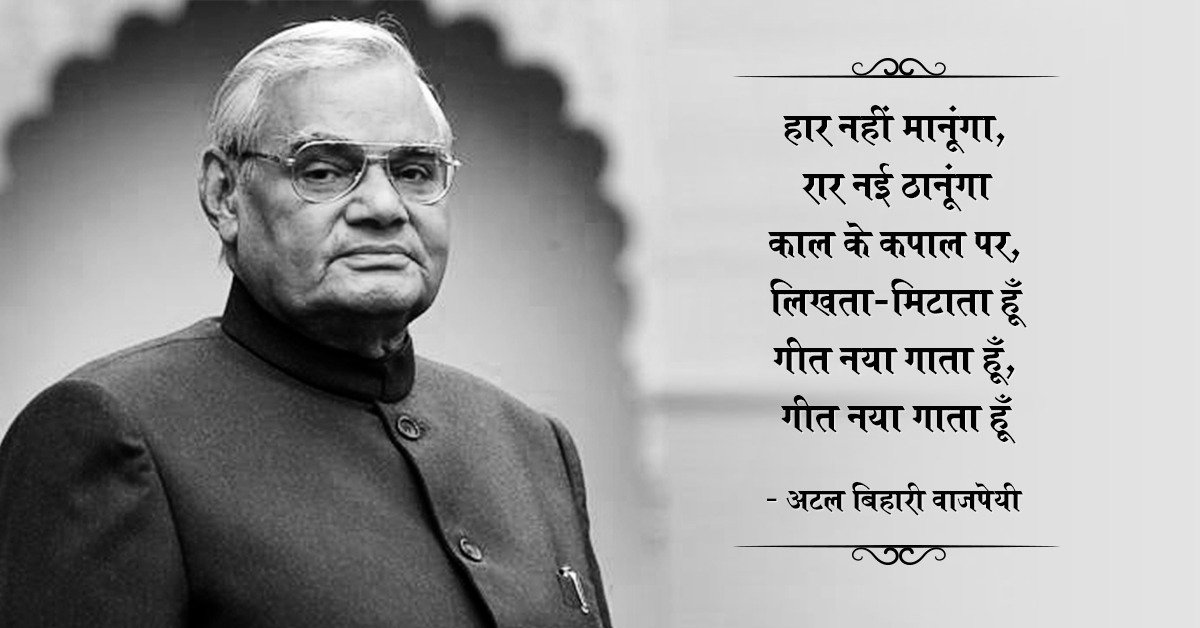 हार नहीं मानूंगा,
रार नई ठानूंगा
काल के कपाल पर,
लिखता-मिटाता हूँ
गीत नया गाता हूँ,
गीत नया गाता हूँ
- अटल बिहारी वाजपेयी